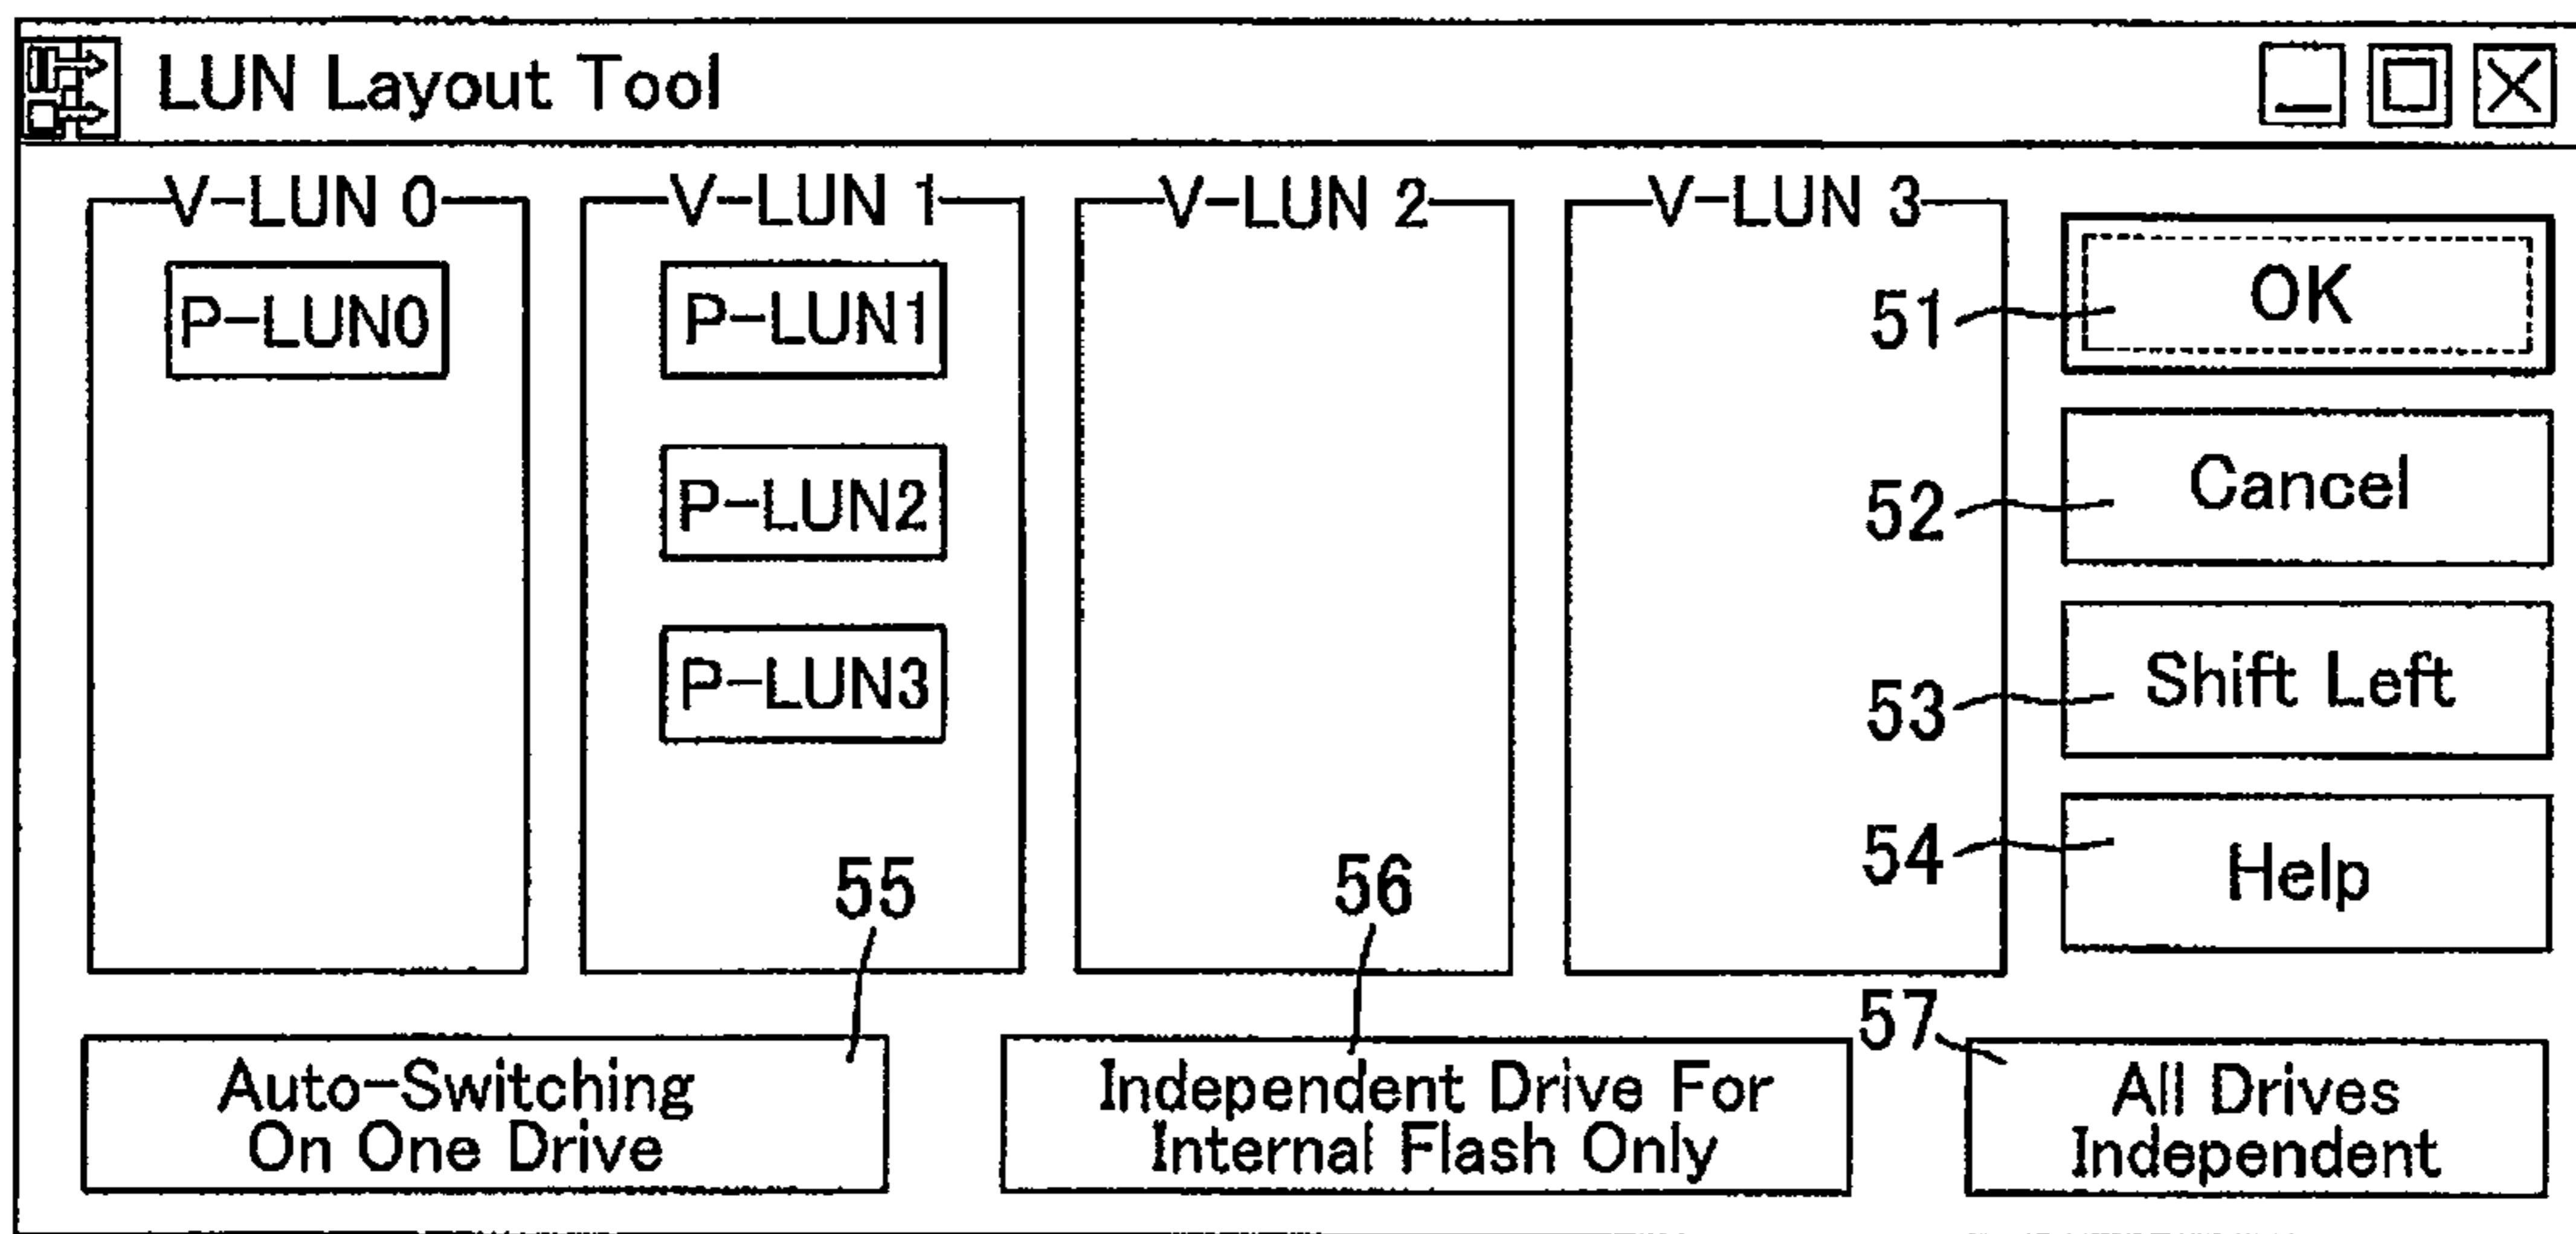 LUN Layout Tool
V-LUN 0
V-LUN 1
V-LUN 2
V-LUN 3
P-LUN0
P-LUN1
P-LUN2
P-LUN3
51
OK
52
Cancel
53
Shift Left
54
Help
55
56
57
Auto-Switching
On One Drive
Independent Drive For
Internal Flash Only
All Drives
Independent